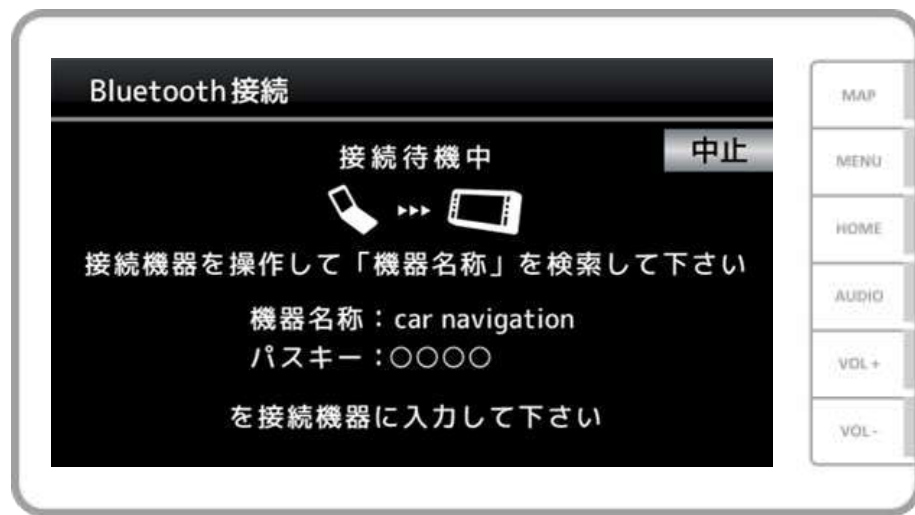 Bluetooth接続
中止
接続待機中
接続機器を操作して「機器名称」を検索して下さい
機器名称：car navigation
パスキー：○○○○
を接続機器に入力して下さい
MAP
MENU
HOME
AUDIO
VOL+
VOL-